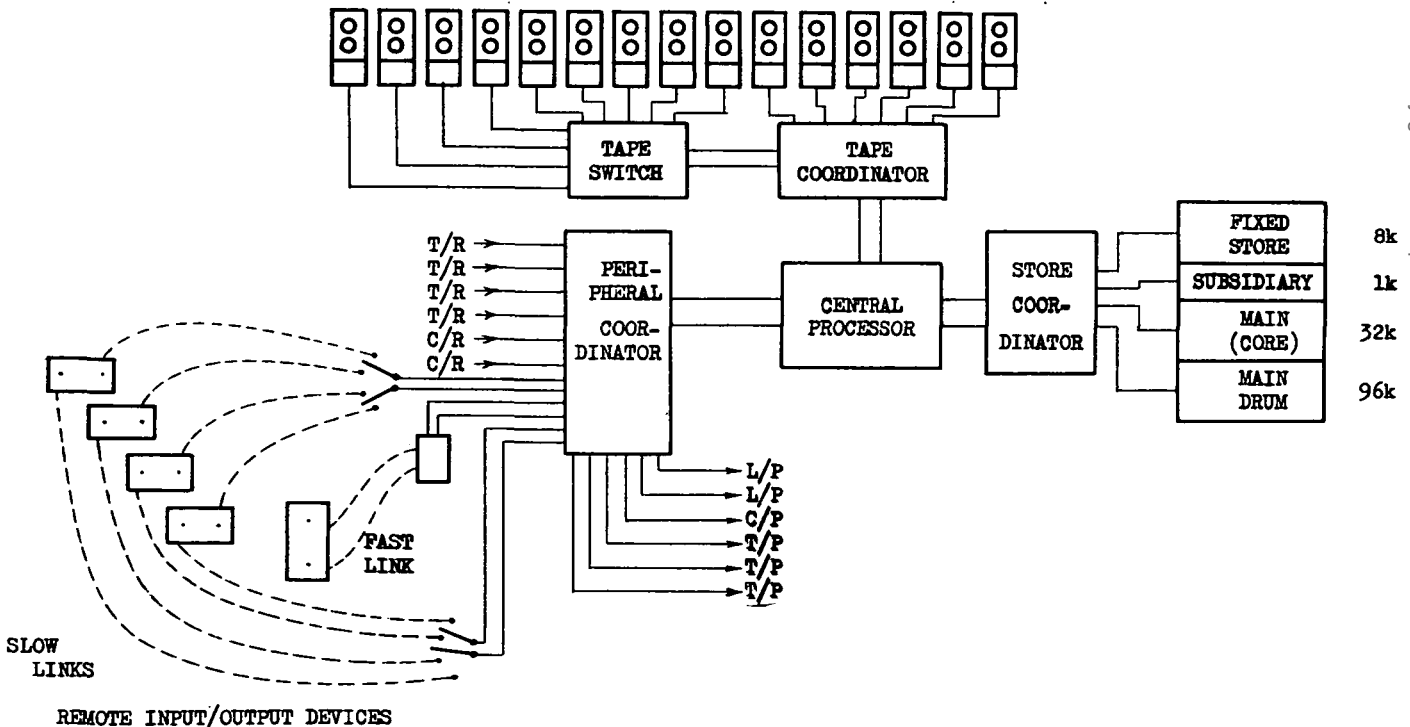 TAPE
SWITCH
TAPE
COORDINATOR
T/R
T/R
T/R
T/R
C/R
C/R
PERI-
PHERAL
COOR-
DINATOR
CENTRAL
PROCESSOR
STORE
COOR-
DINATOR
FIXED
STORE
8k
SUBSIDIARY
1k
MAIN
(CORE)
32k
MAIN
DRUM
96k
L/P
L/P
C/P
T/P
T/P
T/P
FAST
LINK
SLOW
LINKS
REMOTE INPUT/OUTPUT DEVICES